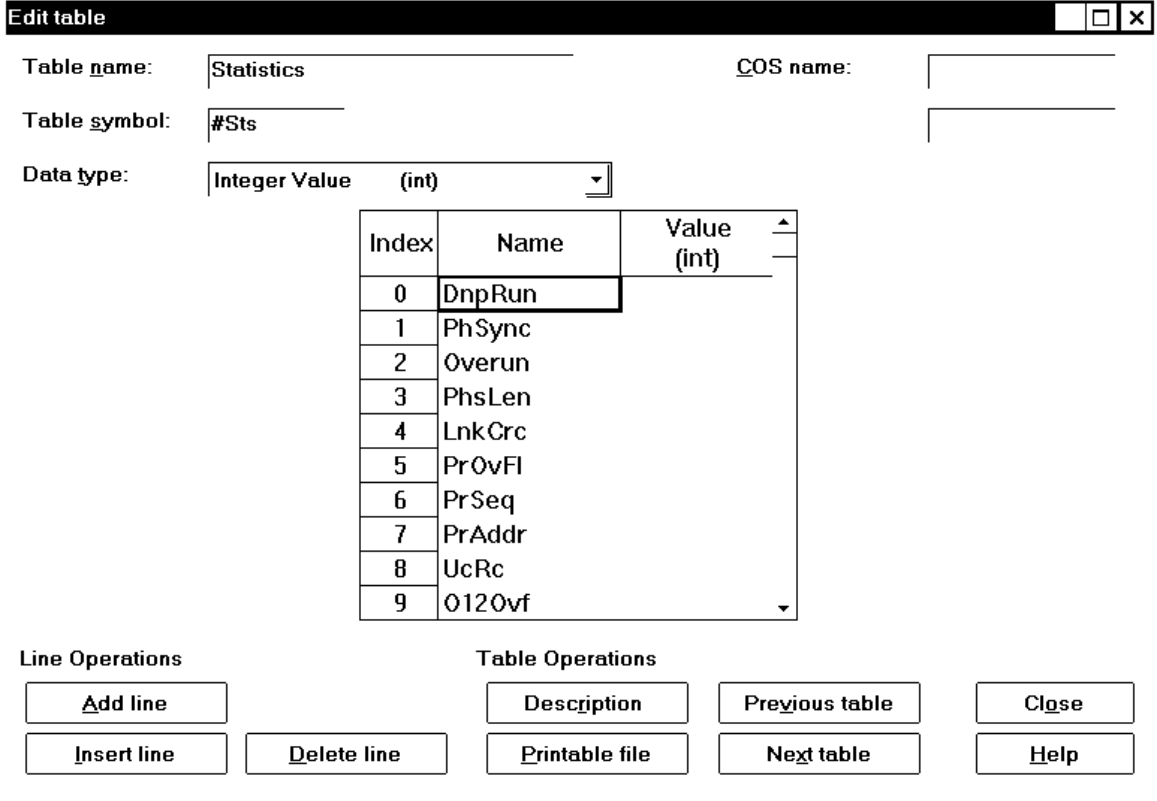 Edit table
Table name: Statistics COS name:
Table symbol: #Sts
Data type: Integer Value (int)
Index Name Value (int)
0 DnpRun
1 PhSync
2 Overun
3 PhsLen
4 LnkCrc
5 PrOvFl
6 PrSeq
7 PrAddr
8 UcRc
9 O12Ovf
Line Operations Table Operations
Add line Description Previous table Close
Insert line Delete line Printable file Next table Help